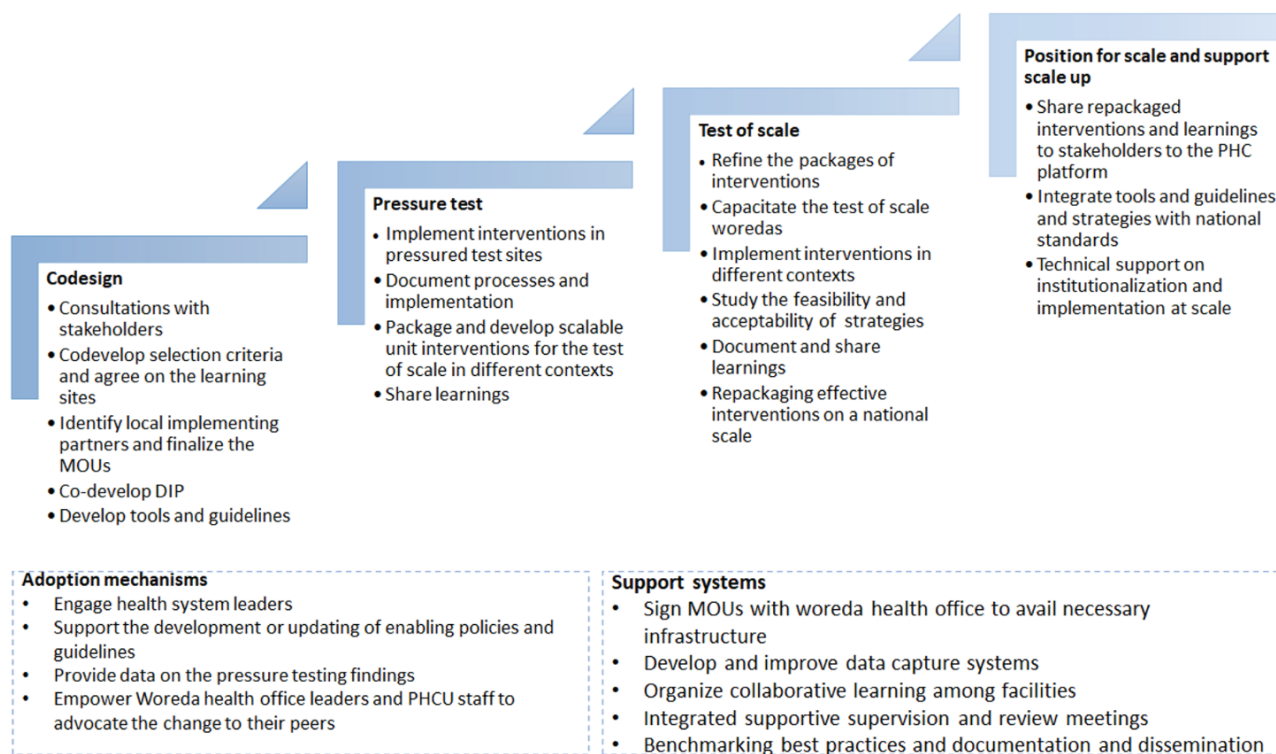 Codesign
• Consultations with
stakeholders
• Codevelop selection criteria
and agree on the learning
sites
• Identify local implementing
partners and finalize the
MOUs
• Co-develop DIP
• Develop tools and guidelines
Pressure test
• Implement interventions in
pressured test sites
• Document processes and
implementation
• Package and develop scalable
unit interventions for the test
of scale in different contexts
• Share learnings
Test of scale
• Refine the packages of
interventions
• Capacitate the test of scale
woredas
• Implement interventions in
different contexts
• Study the feasibility and
acceptability of strategies
• Document and share
learnings
• Repackaging effective
interventions on a national
scale
Position for scale and support
scale up
• Share repackaged
interventions and learnings
to stakeholders to the PHC
platform
• Integrate tools and guidelines
and strategies with national
standards
• Technical support on
institutionalization and
implementation at scale
Adoption mechanisms
• Engage health system leaders
• Support the development or updating of enabling policies and
guidelines
• Provide data on the pressure testing findings
• Empower Woreda health office leaders and PHCU staff to
advocate the change to their peers
Support systems
• Sign MOUs with woreda health office to avail necessary
infrastructure
• Develop and improve data capture systems
• Organize collaborative learning among facilities
• Integrated supportive supervision and review meetings
• Benchmarking best practices and documentation and dissemination